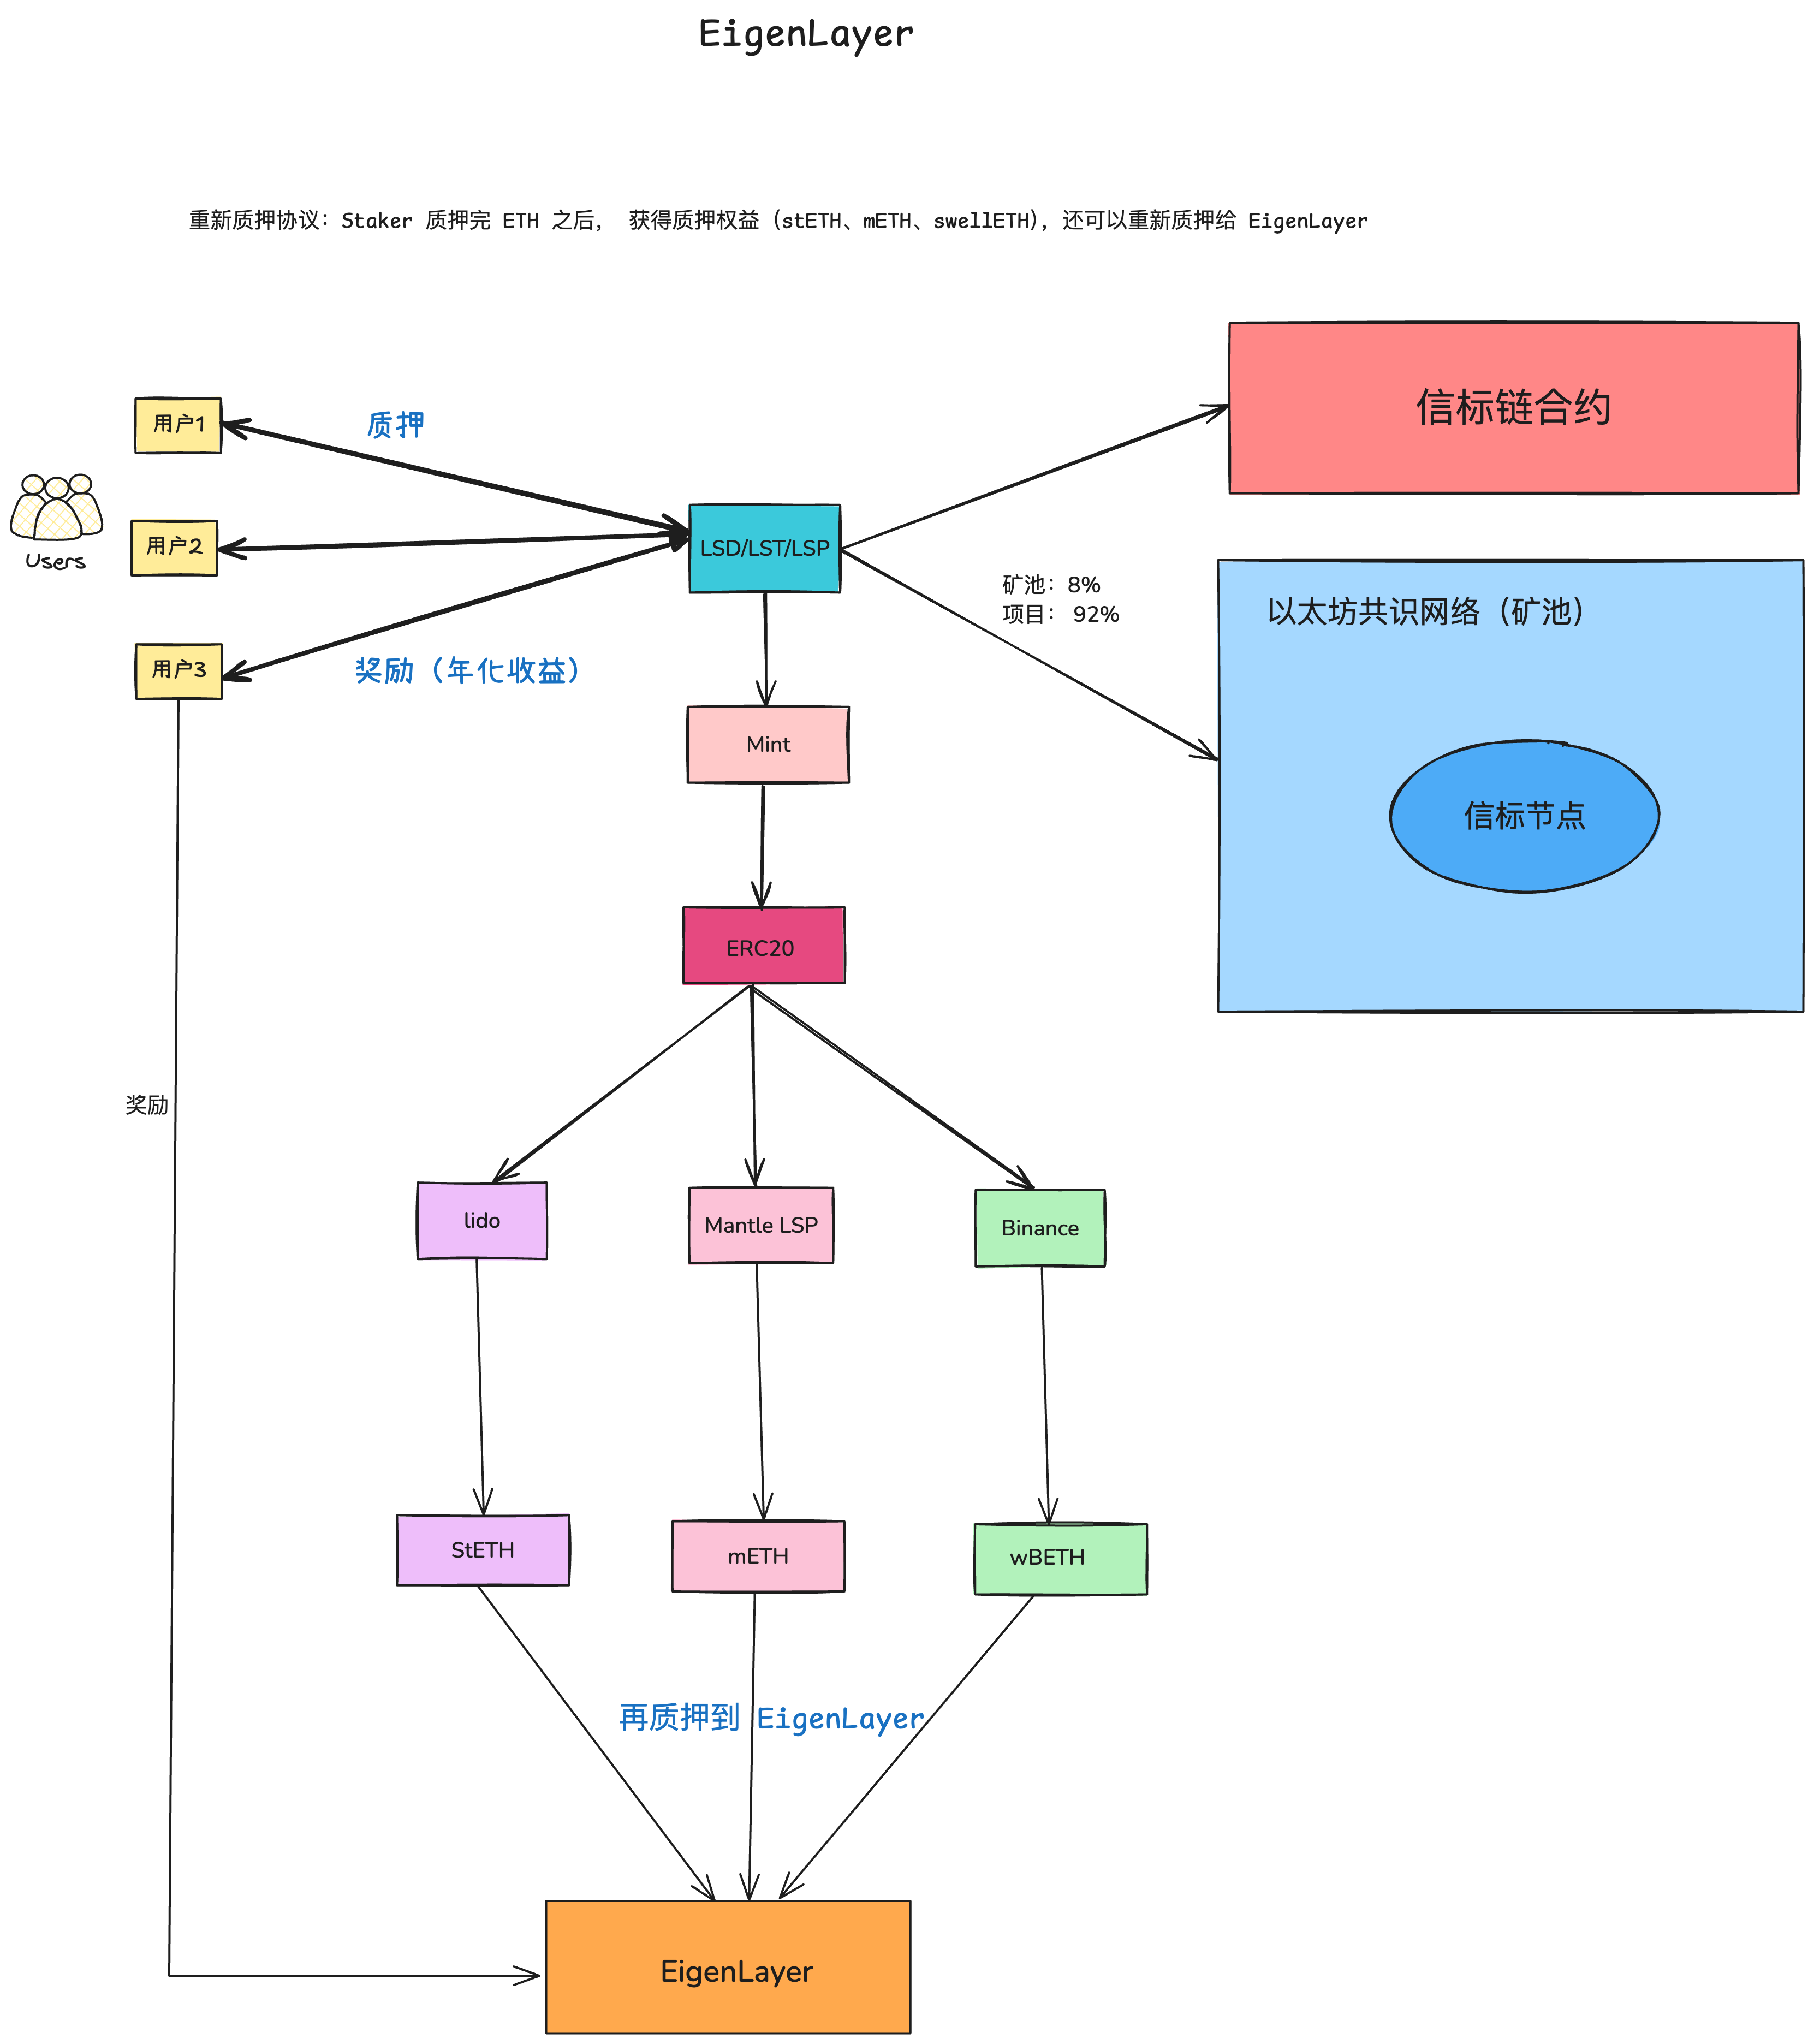 EigenLayer
重新质押协议：Staker 质押完 ETH 之后， 获得质押权益（stETH、mETH、swellETH），还可以重新质押给 EigenLayer
信标链合约
用户1
质押
Users
用户2
LSD/LST/LSP
矿池：8%
项目： 92%
以太坊共识网络（矿池）
用户3
奖励（年化收益）
Mint
信标节点
ERC20
奖励
lido
Mantle LSP
Binance
StETH
mETH
wBETH
再质押到 EigenLayer
EigenLayer